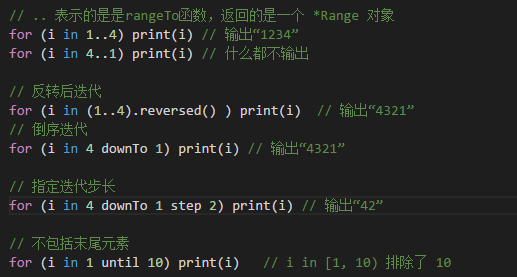 // .. 表示的是是rangeTo函数，返回的是一个 *Range 对象
for (i in 1..4) print(i) // 输出“1234”
for (i in 4..1) print(i) // 什么都不输出
// 反转后迭代
for (i in (1..4).reversed() ) print(i)  // 输出“4321”
// 倒序迭代
for (i in 4 downTo 1) print(i) // 输出“4321”
// 指定迭代步长
for (i in 4 downTo 1 step 2) print(i) // 输出“42”
// 不包括末尾元素
for (i in 1 until 10) print(i)   // i in [1, 10) 排除了 10